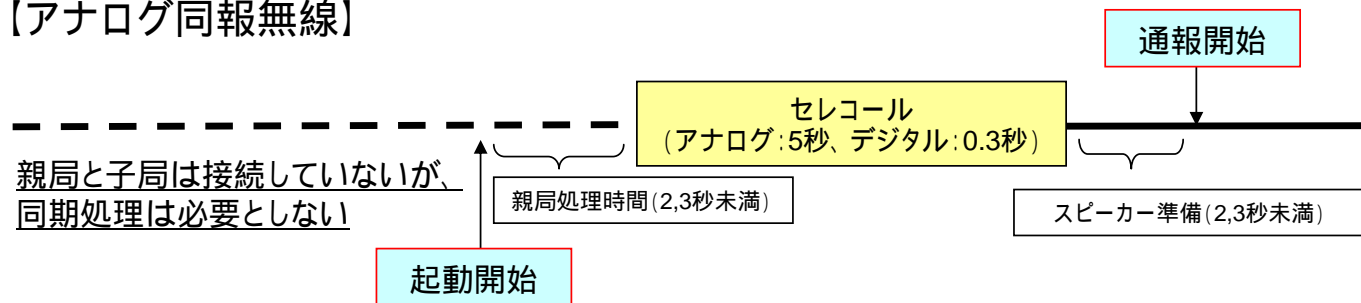 【アナログ同報無線】
通報開始
セレコール
(アナログ:5秒、デジタル:0.3秒)
親局と子局は接続していないが、
同期処理は必要としない
親局処理時間(2,3秒未満)
スピーカー準備(2,3秒未満)
起動開始